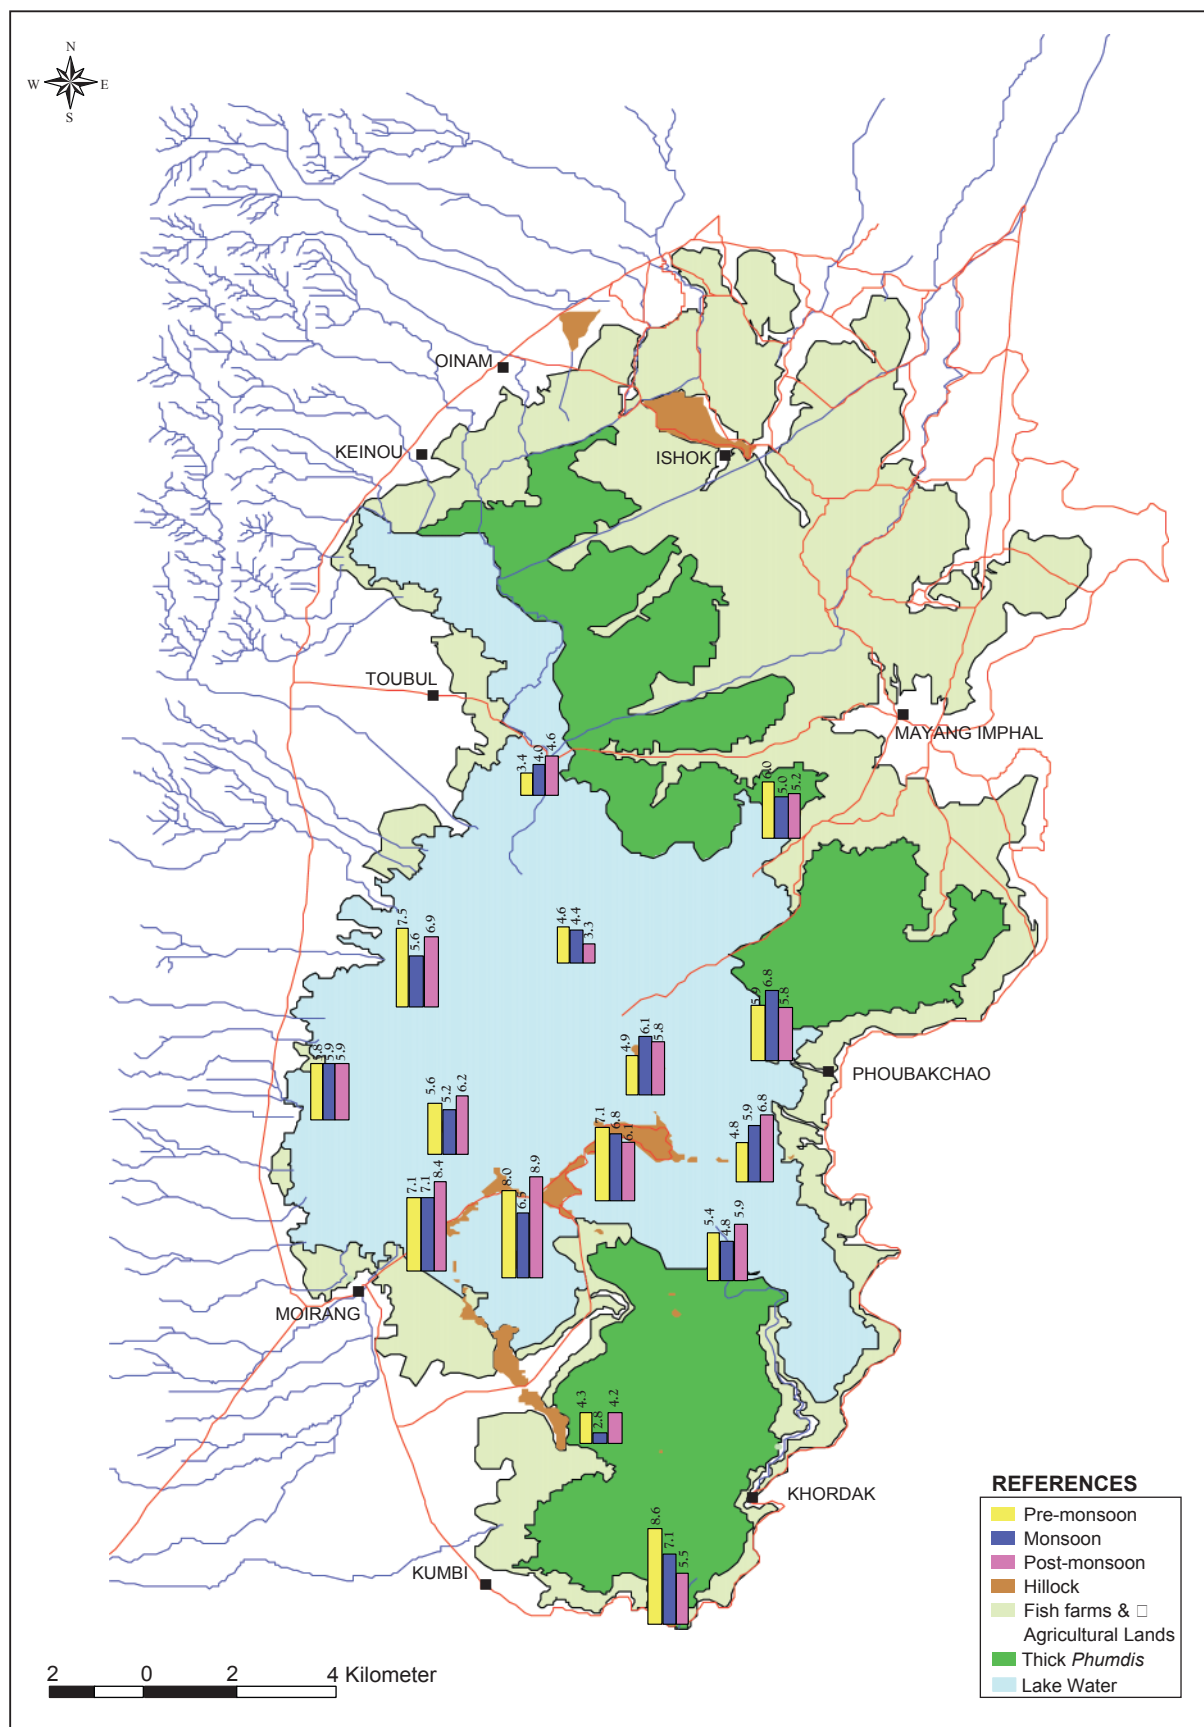 N
W E
S
OINAM
KEINOU
ISHOK
TOUBUL
MAYANG IMPHAL
3.4 4.0 4.6
6.0 5.0 5.2
7.5 5.6 6.9
4.6 4.4 3.3
5.9 6.8 5.8
4.9 6.1 5.8
5.8 5.9 5.9
PHOUBAKCHAO
5.6 5.2 6.2
7.1 6.8 6.1
4.8 5.9 6.8
7.1 7.1 8.4
8.0 6.5 8.9
5.4 4.8 5.9
MOIRANG
4.3 2.8 4.2
KHORDAK
8.6 7.1 5.5
KUMBI
REFERENCES
Pre-monsoon
Monsoon
Post-monsoon
Hillock
Fish farms & □
Agricultural Lands
Thick Phumdis
Lake Water
2 0 2 4 Kilometer